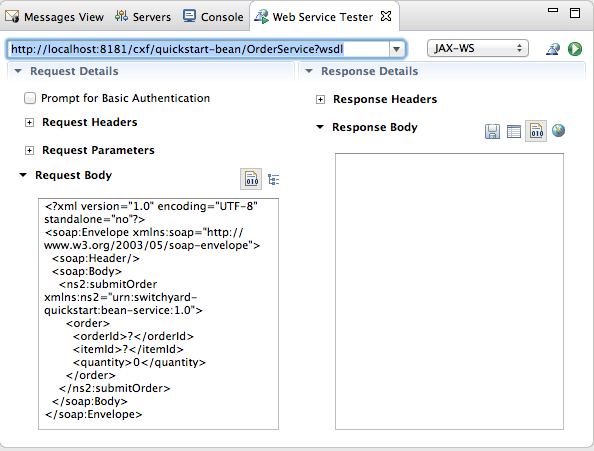 Messages View
Servers
Console
Web Service Tester
http://localhost:8181/cxf/quickstart-bean/OrderService?wsdl
JAX-WS
Request Details
Response Details
Prompt for Basic Authentication
Request Headers
Request Parameters
Request Body
010
<?xml version="1.0" encoding="UTF-8"
standalone="no"?>
<soap:Envelope xmlns:soap="http://
www.w3.org/2003/05/soap-envelope">
<soap:Header/>
<soap:Body>
<ns2:submitOrder
xmlns:ns2="urn:switchyard-
quickstart:bean-service:1.0">
<order>
<orderId>?</orderId>
<itemId>?</itemId>
<quantity>0</quantity>
</order>
</ns2:submitOrder>
</soap:Body>
</soap:Envelope>
Response Headers
Response Body
010